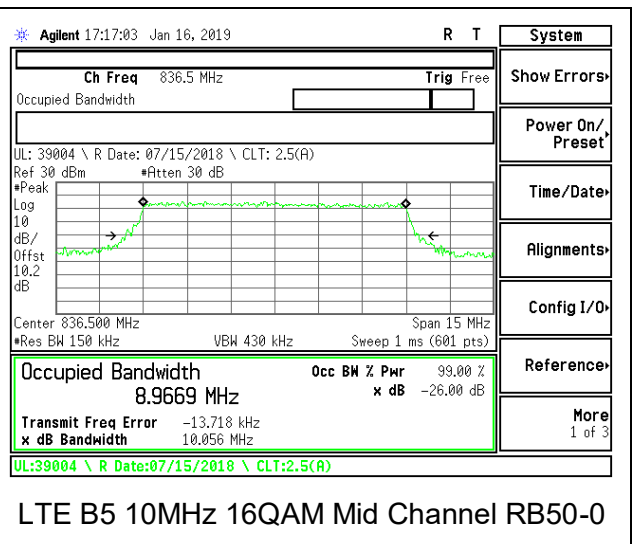 Agilent 17:17:03 Jan 16, 2019 R T
System
Ch Freq 836.5 MHz Trig Free
Occupied Bandwidth
Show Errors
Power On/
Preset
UL: 39004 \ R Date: 07/15/2018 \ CLT: 2.5(A)
Ref 30 dBm #Atten 30 dB
#Peak
Log
10
dB/
Offst
10.2
dB
Time/Date
Alignments
Config I/O
Center 836.500 MHz Span 15 MHz
#Res BW 150 kHz VBW 430 kHz Sweep 1 ms (601 pts)
Occupied Bandwidth Occ BW % Pwr 99.00 %
8.9669 MHz x dB -26.00 dB
Transmit Freq Error -13.718 kHz
x dB Bandwidth 10.056 MHz
Reference
More
1 of 3
UL:39004 \ R Date:07/15/2018 \ CLT:2.5(A)
LTE B5 10MHz 16QAM Mid Channel RB50-0